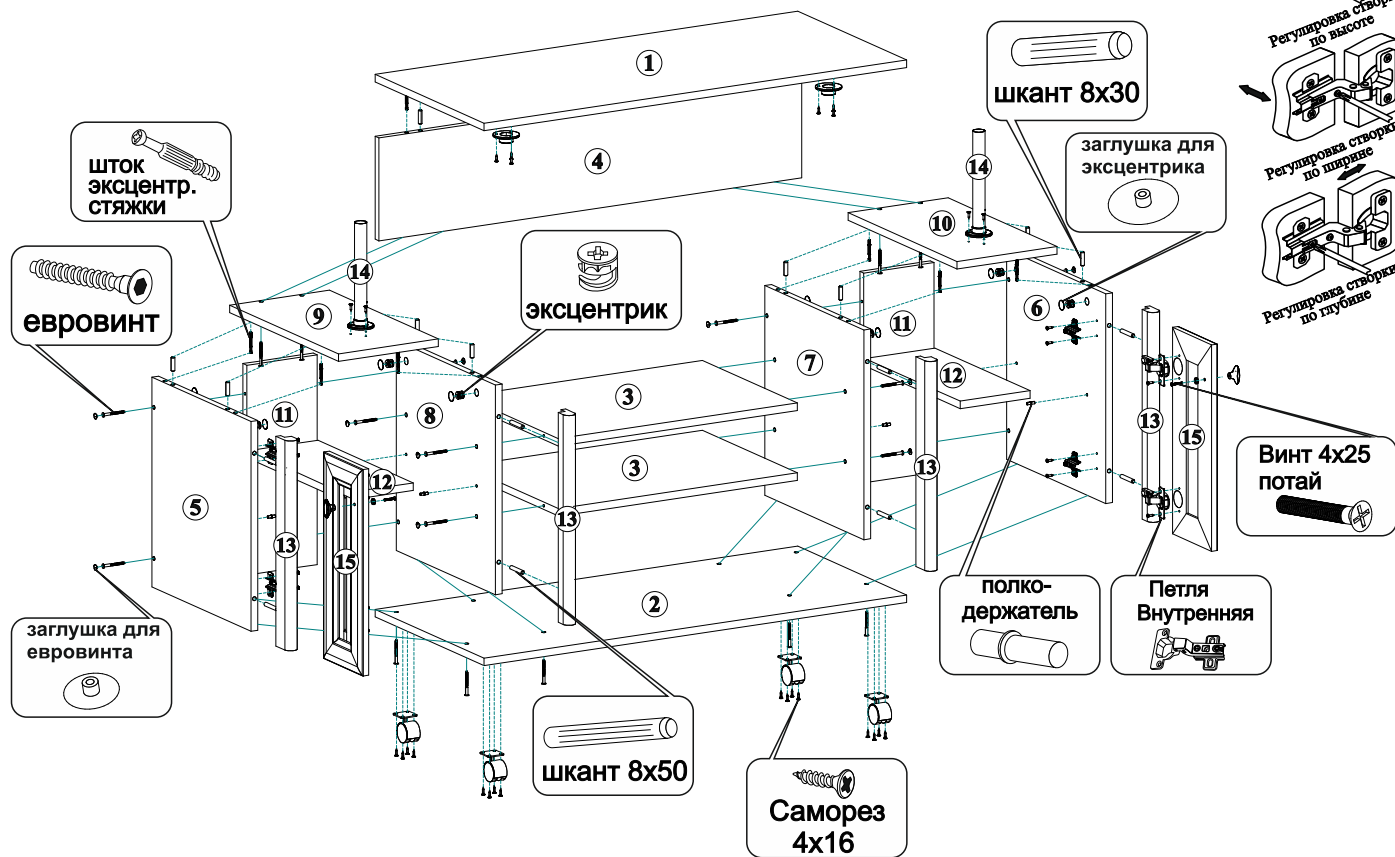 Регулировка створки
по высоте
Регулировка створки
по ширине
Регулировка створки
по глубине
шкант 8х30
заглушка для
эксцентрика
шток
эксцентр.
стяжки
евровинт
эксцентрик
Винт 4х25
потай
полко-
держатель
Петля
Внутренняя
заглушка для
евровинта
шкант 8х50
Саморез
4х16
1
4
14
10
14
9
6
11
7
12
3
8
11
13
15
3
12
13
13
5
13
15
2